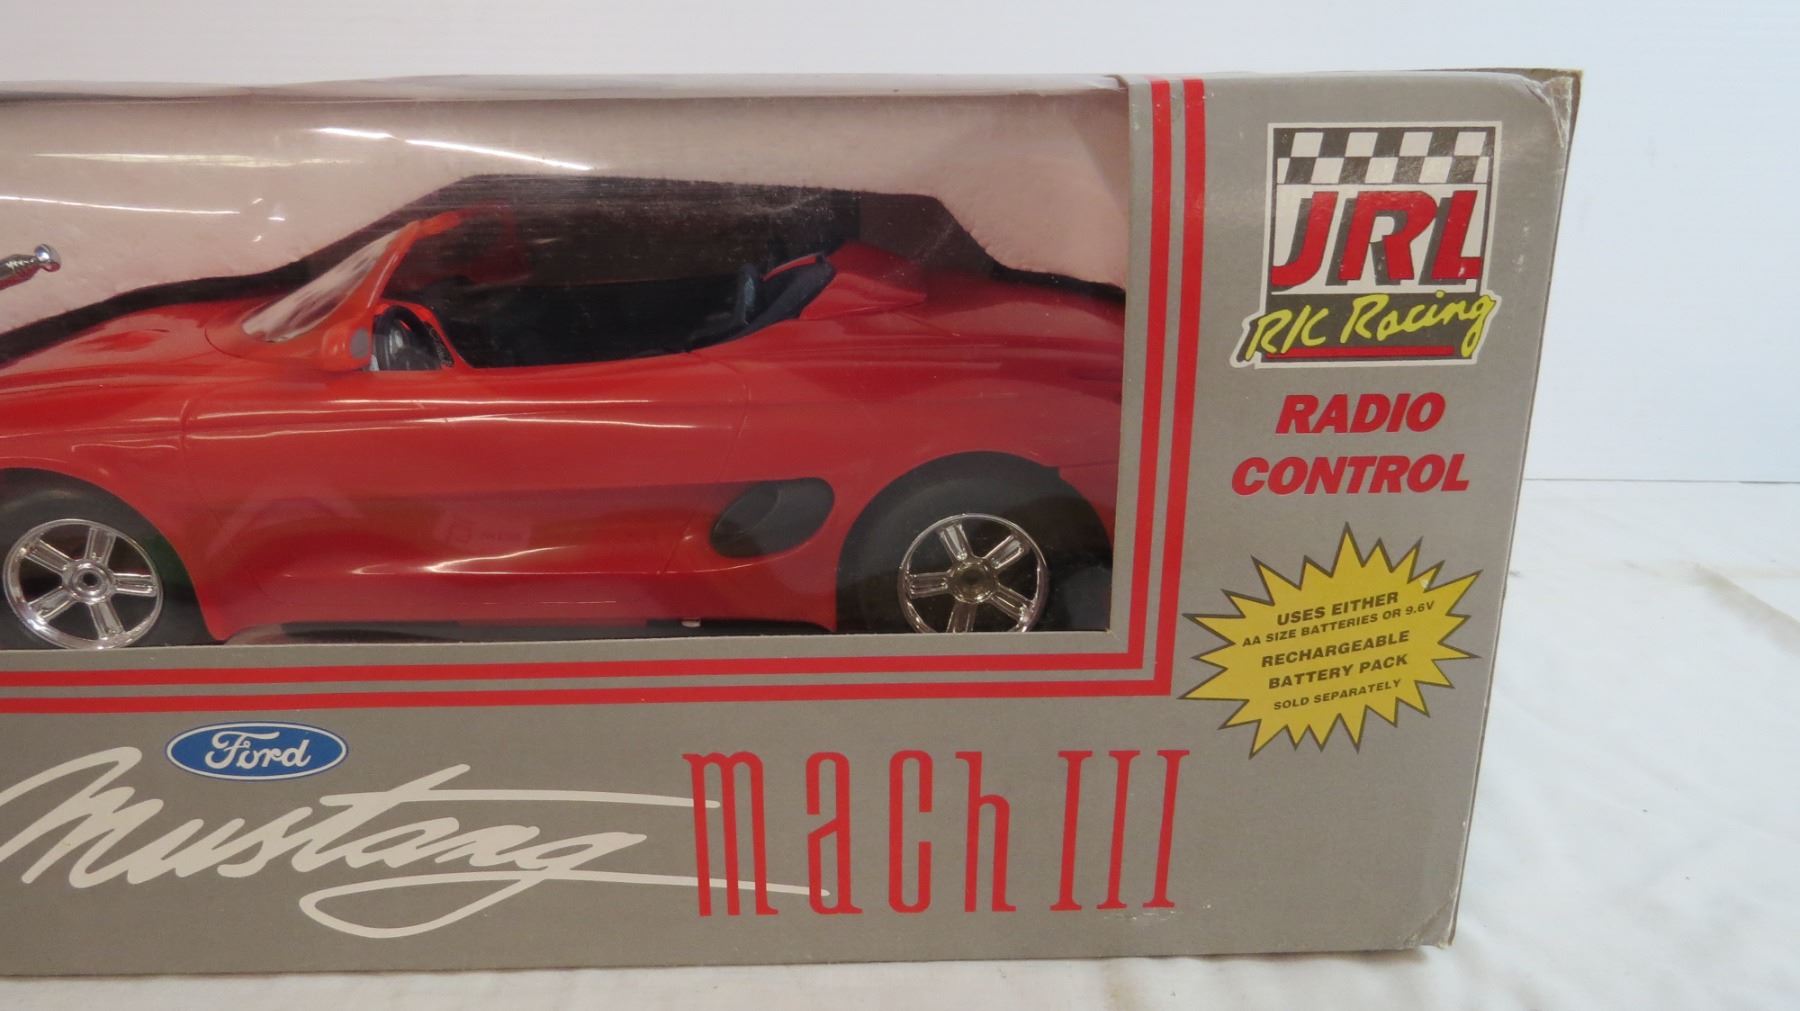 JRL
R/C Racing
RADIO
CONTROL
USES EITHER
AA SIZE BATTERIES OR 9.6V
RECHARGEABLE
BATTERY PACK
SOLD SEPARATELY
Ford
Mustang mach III